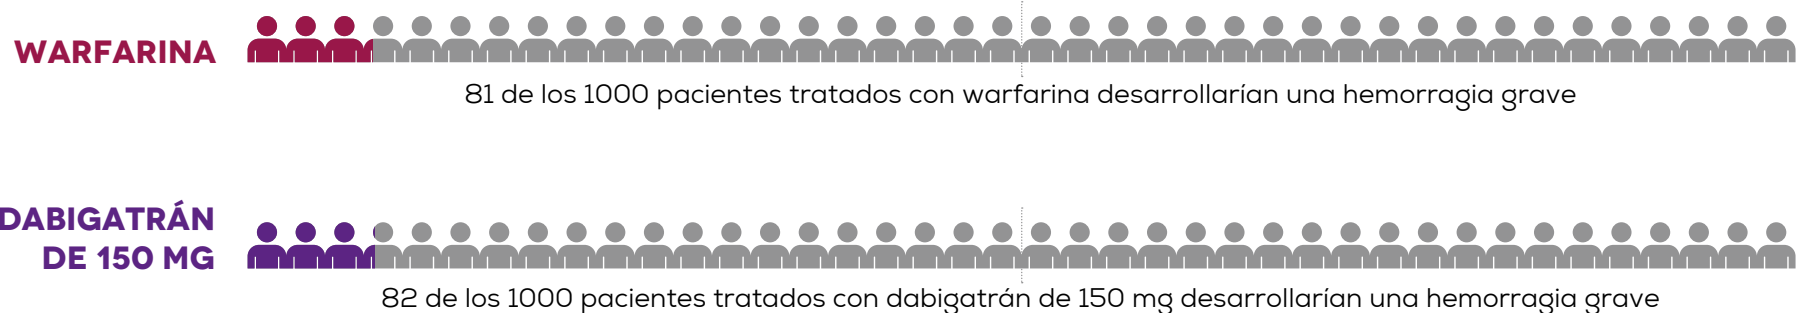 WARFARINA
81 de los 1000 pacientes tratados con warfarina desarrollarían una hemorragia grave
DABIGATRÁN
DE 150 MG
82 de los 1000 pacientes tratados con dabigatrán de 150 mg desarrollarían una hemorragia grave